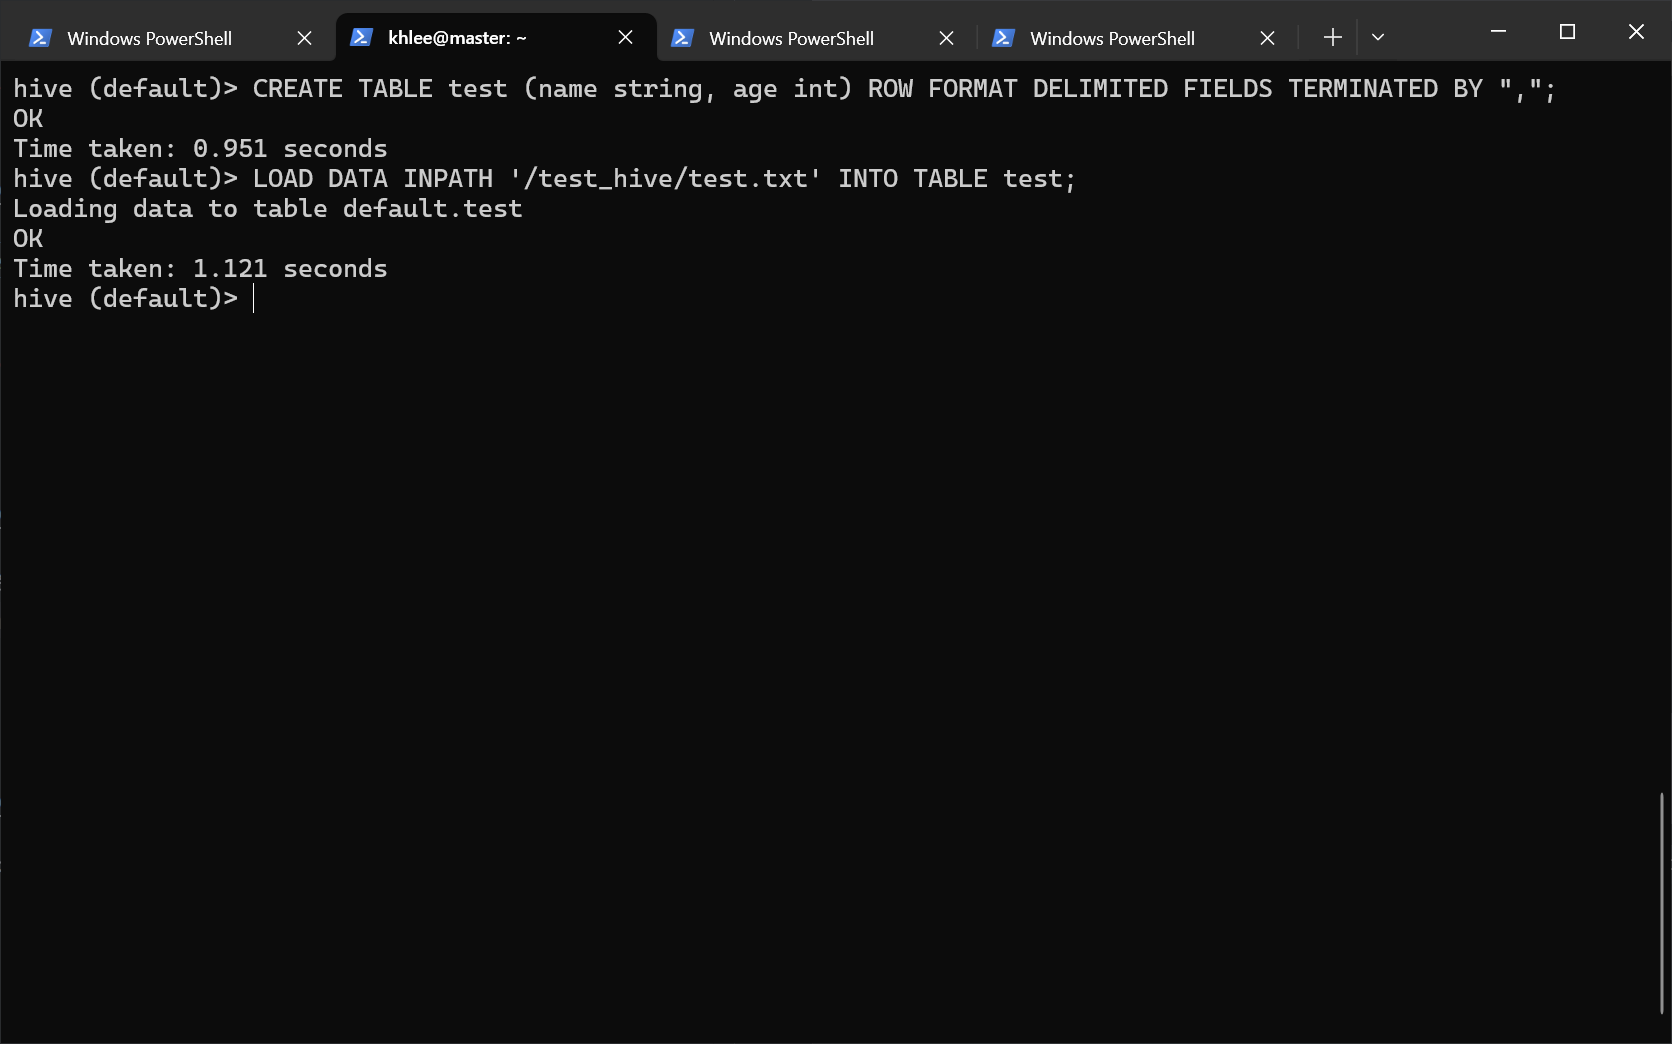 Windows PowerShell
khlee@master: ~
Windows PowerShell
Windows PowerShell
hive (default)> CREATE TABLE test (name string, age int) ROW FORMAT DELIMITED FIELDS TERMINATED BY ",";
OK
Time taken: 0.951 seconds
hive (default)> LOAD DATA INPATH '/test_hive/test.txt' INTO TABLE test;
Loading data to table default.test
OK
Time taken: 1.121 seconds
hive (default)>